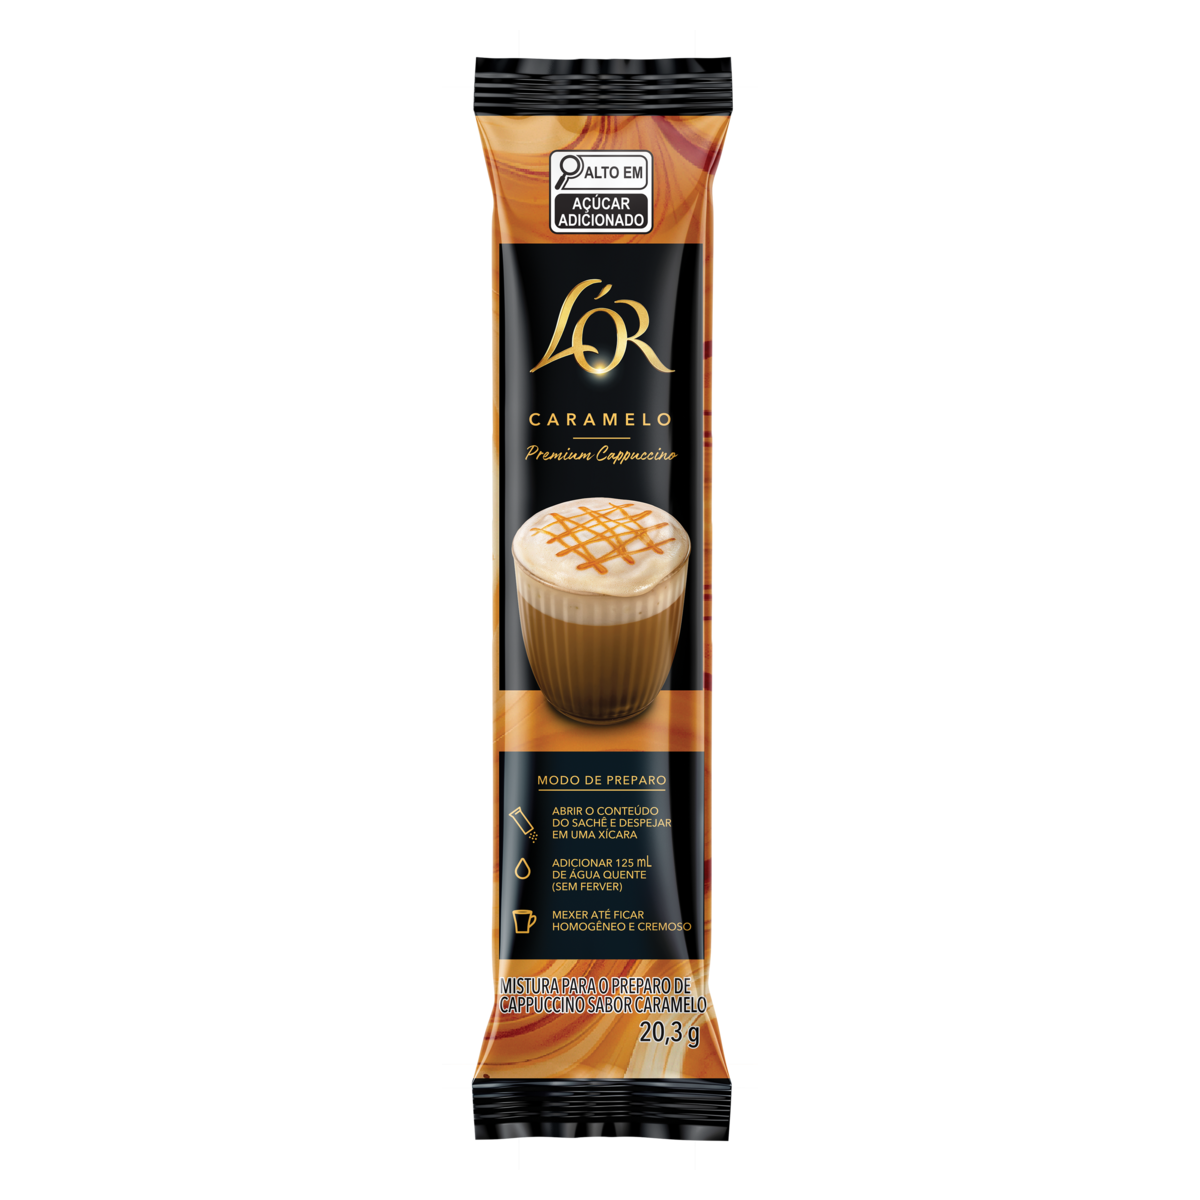 ALTO EM
AÇÚCAR
ADICIONADO
L'OR
CARAMELO
Premium Cappuccino
MODO DE PREPARO
ABRIR O CONTEÚDO
DO SACHÊ E DESPEJAR
EM UMA XÍCARA
ADICIONAR 125 mL
DE ÁGUA QUENTE
(SEM FERVER)
MEXER ATÉ FICAR
HOMOGÊNEO E CREMOSO
MISTURA PARA O PREPARO DE
CAPPUCCINO SABOR CARAMELO
20,3 g